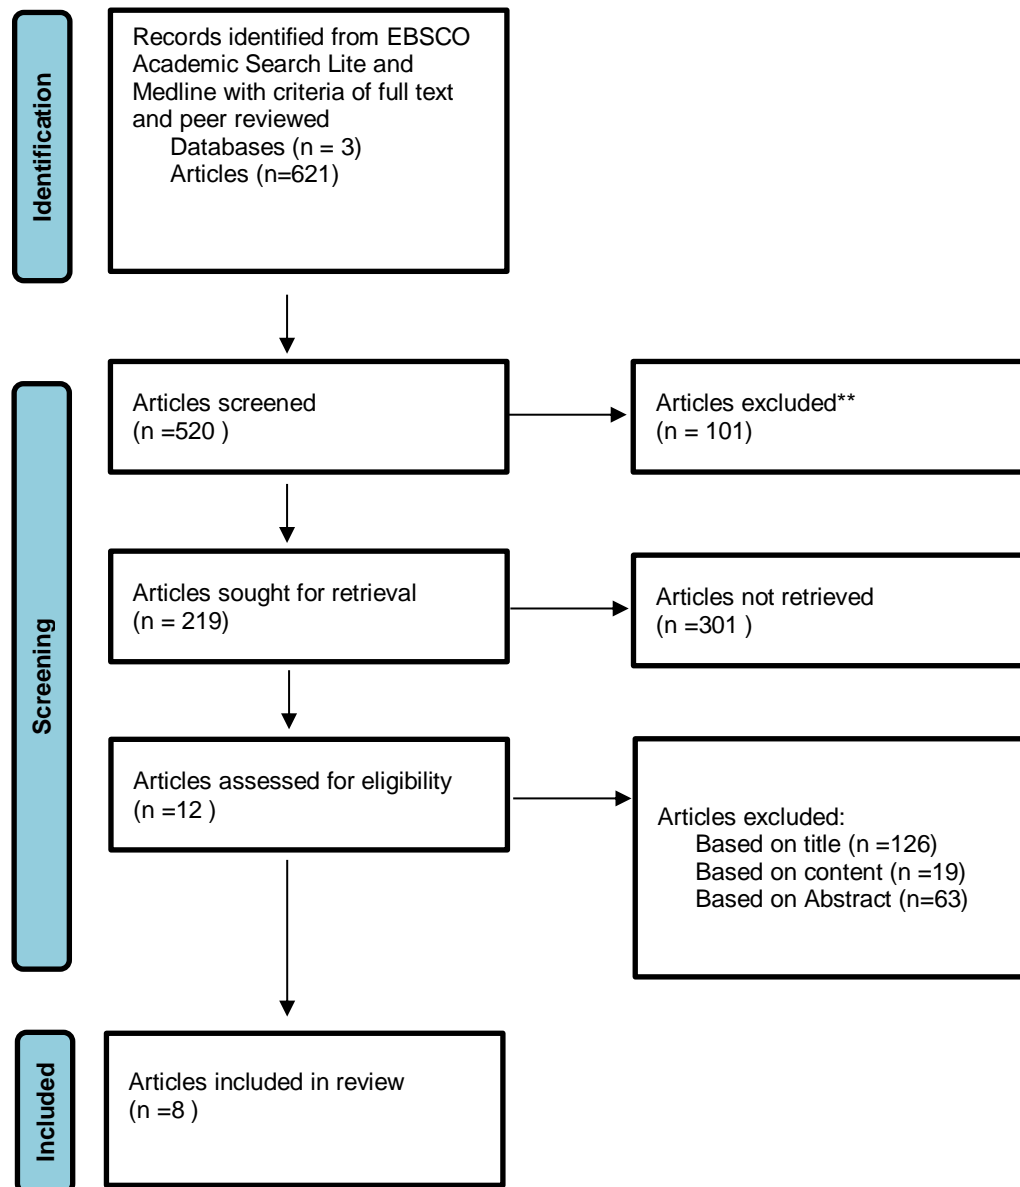 Identification
Records identified from EBSCO
Academic Search Lite and
Medline with criteria of full text
and peer reviewed
Databases (n = 3)
Articles (n=621)
Screening
Articles screened
(n =520 )
Articles excluded**
(n = 101)
Articles sought for retrieval
(n = 219)
Articles not retrieved
(n =301 )
Articles assessed for eligibility
(n =12 )
Articles excluded:
Based on title (n =126)
Based on content (n =19)
Based on Abstract (n=63)
Included
Articles included in review
(n =8 )